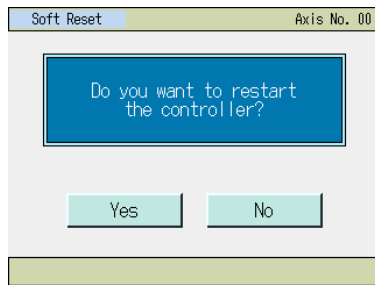 Soft Reset Axis No. 00
Do you want to restart
the controller?
Yes No